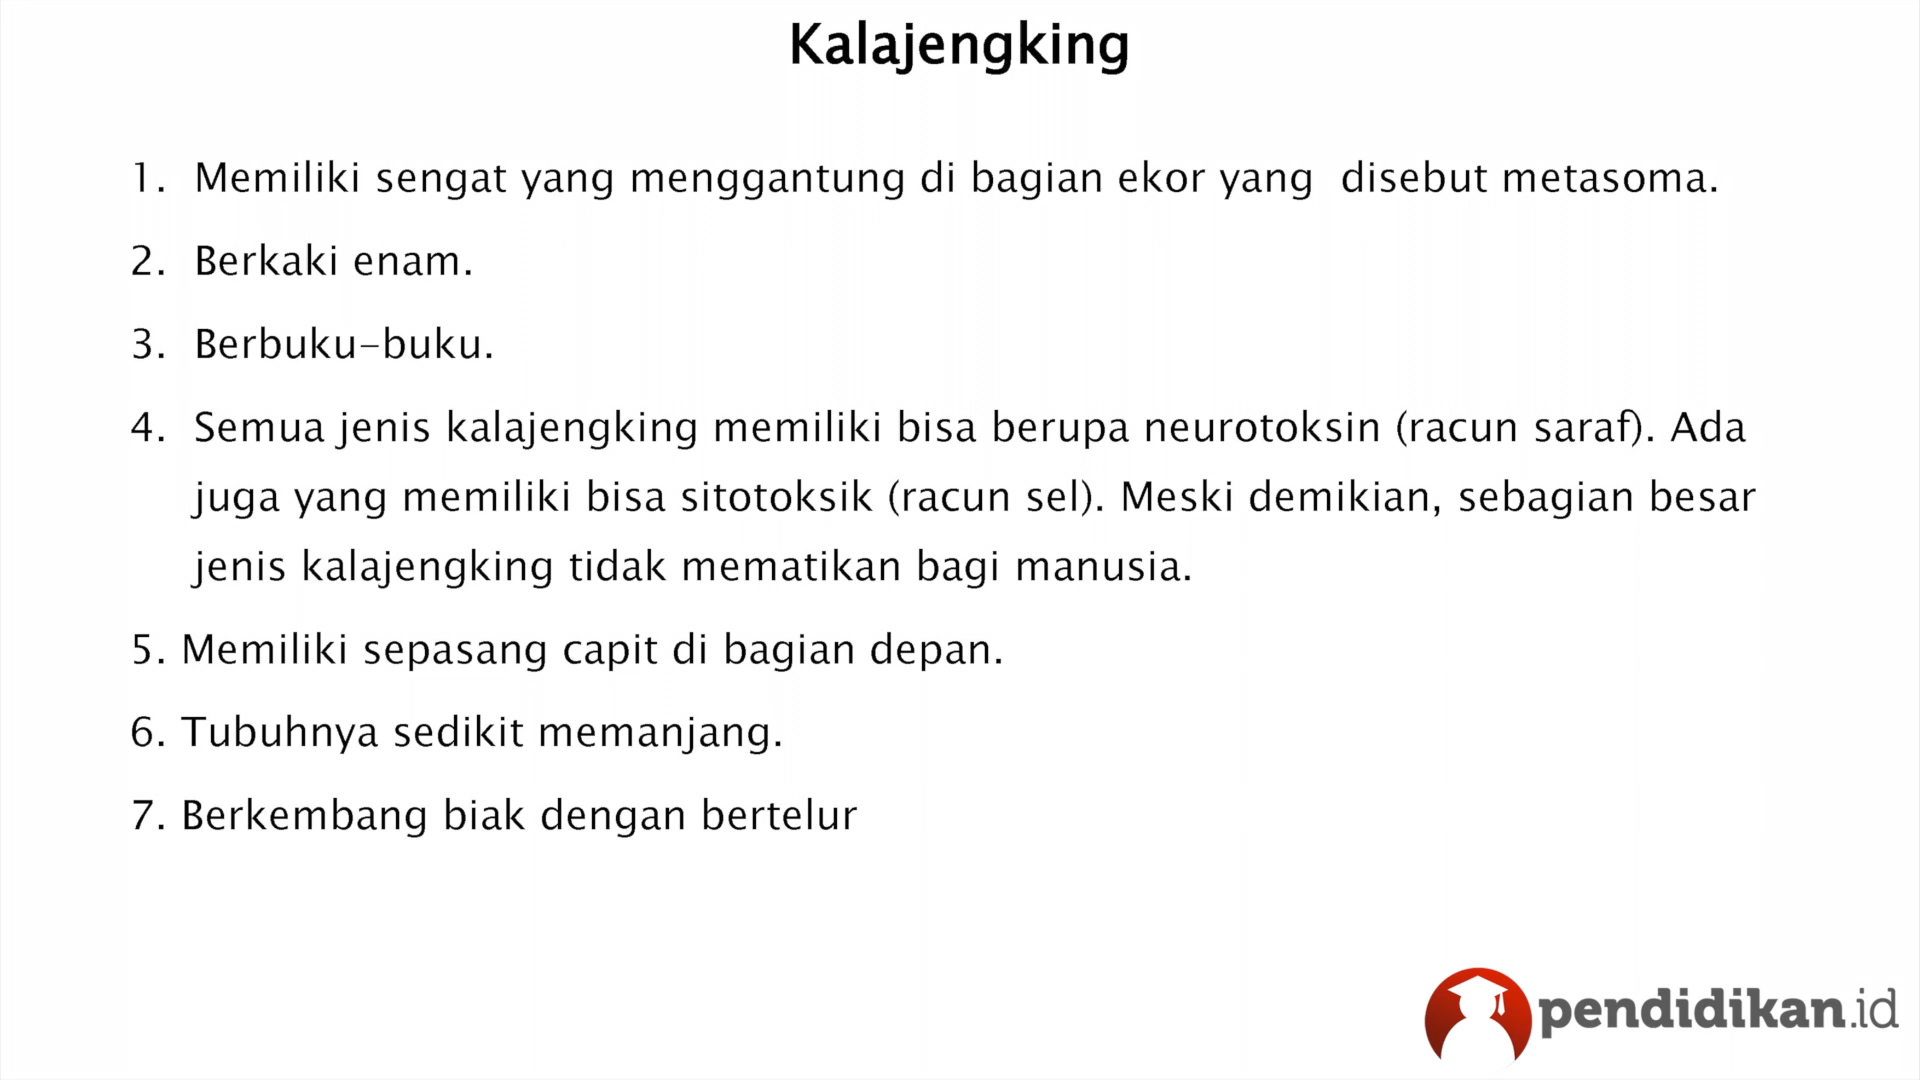 Kalajengking
1. Memiliki sengat yang menggantung di bagian ekor yang disebut metasoma.
2. Berkaki enam.
3. Berbuku-buku.
4. Semua jenis kalajengking memiliki bisa berupa neurotoksin (racun saraf). Ada
juga yang memiliki bisa sitotoksik (racun sel). Meski demikian, sebagian besar
jenis kalajengking tidak mematikan bagi manusia.
5. Memiliki sepasang capit di bagian depan.
6. Tubuhnya sedikit memanjang.
7. Berkembang biak dengan bertelur
pendidikan.id